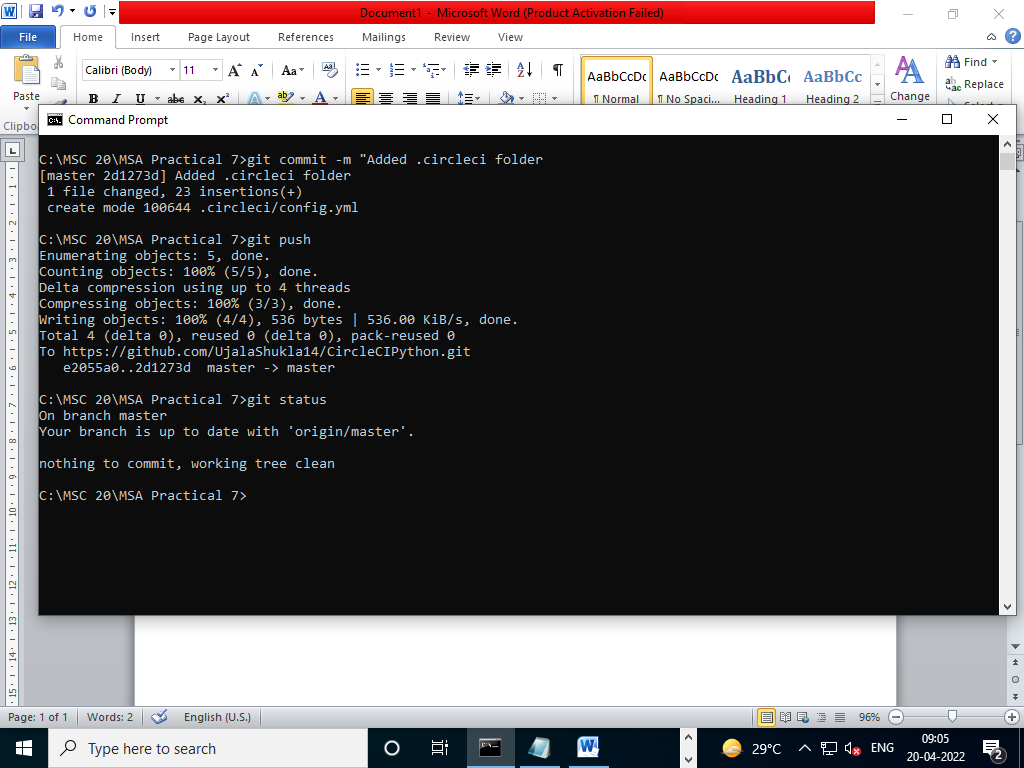 Document1 - Microsoft Word (Product Activation Failed)
File Home Insert Page Layout References Mailings Review View
Paste
Calibri (Body) 11
Aa
B I U abc x₂ x²
AaBbCcDc AaBbCcDc AaBbC AaBbCc
¶ Normal ¶ No Spaci... Heading 1 Heading 2
Change
Find
Replace
Command Prompt
C:\MSC 20\MSA Practical 7>git commit -m "Added .circleci folder
[master 2d1273d] Added .circleci folder
1 file changed, 23 insertions(+)
create mode 100644 .circleci/config.yml
C:\MSC 20\MSA Practical 7>git push
Enumerating objects: 5, done.
Counting objects: 100% (5/5), done.
Delta compression using up to 4 threads
Compressing objects: 100% (3/3), done.
Writing objects: 100% (4/4), 536 bytes | 536.00 KiB/s, done.
Total 4 (delta 0), reused 0 (delta 0), pack-reused 0
To https://github.com/UjalaShukla14/CircleCIPython.git
e2055a0..2d1273d master -> master
C:\MSC 20\MSA Practical 7>git status
On branch master
Your branch is up to date with 'origin/master'.
nothing to commit, working tree clean
C:\MSC 20\MSA Practical 7>
Page: 1 of 1 Words: 2 English (U.S.) 96%
Type here to search
29°C ENG
09:05
20-04-2022
2